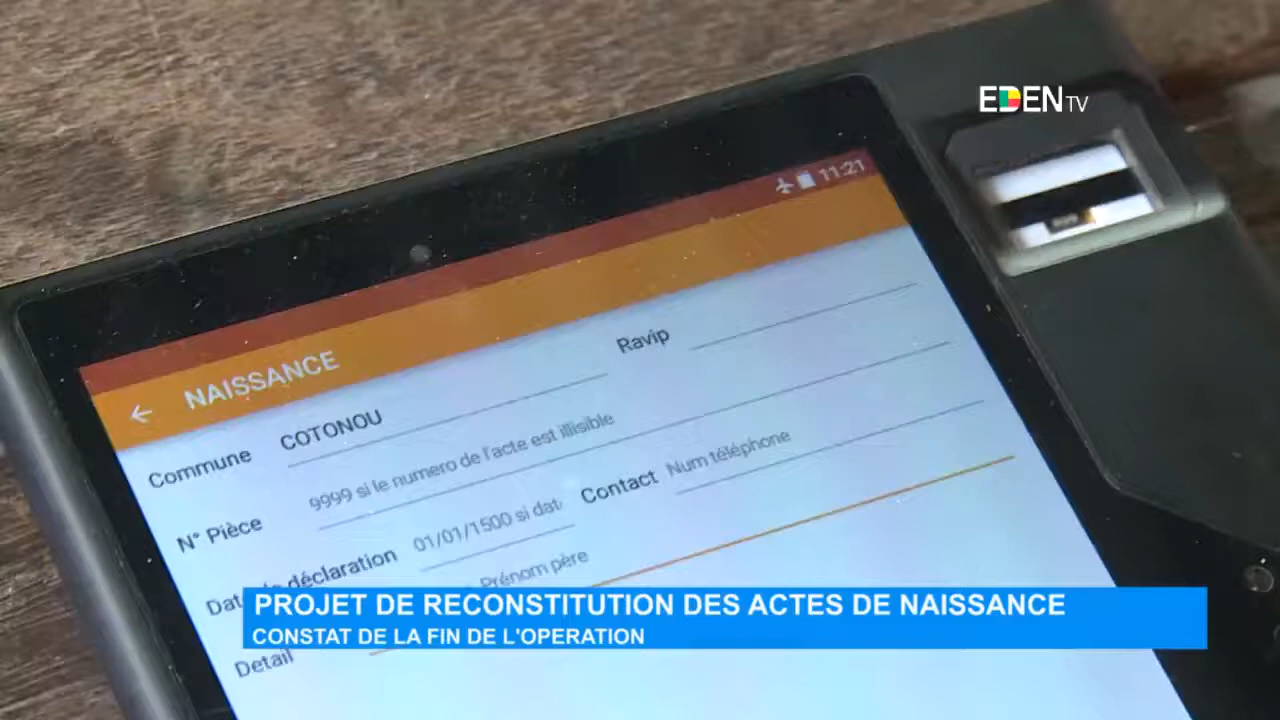 EDEN TV
11:21
NAISSANCE
Commune COTONOU Ravip
N° Pièce 9999 si le numero de l'acte est illisible
déclaration 01/01/1500 si Contact Num téléphone
Prénom père
Detail
PROJET DE RECONSTITUTION DES ACTES DE NAISSANCE
CONSTAT DE LA FIN DE L'OPERATION